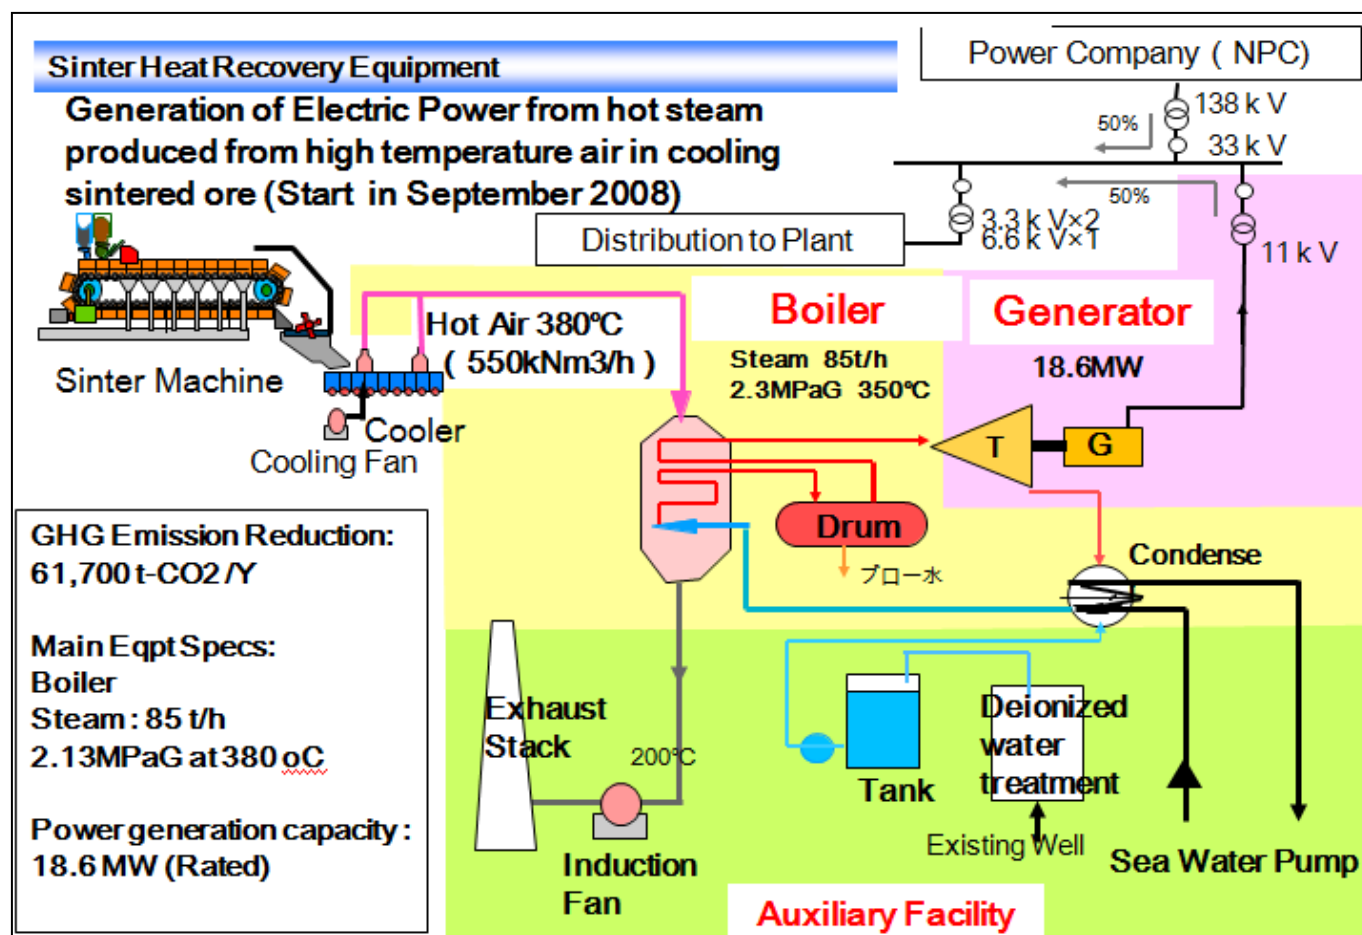 Sinter Heat Recovery Equipment
Power Company ( NPC)
Generation of Electric Power from hot steam
produced from high temperature air in cooling
sintered ore (Start in September 2008)
138 k V
50%
33 k V
50%
3.3 k V×2
6.6 k V×1
11 k V
Distribution to Plant
Boiler
Generator
Hot Air 380ºC
( 550kNm3/h )
Steam 85t/h
2.3MPaG 350ºC
18.6MW
Sinter Machine
Cooler
Cooling Fan
T
G
Drum
ブロー水
Condense
GHG Emission Reduction:
61,700 t-CO2 /Y
Main Eqpt Specs:
Boiler
Steam : 85 t/h
2.13MPaG at 380 oC
Power generation capacity :
18.6 MW (Rated)
Exhaust
Stack
200ºC
Induction
Fan
Tank
Deionized
water
treatment
Existing Well
Sea Water Pump
Auxiliary Facility